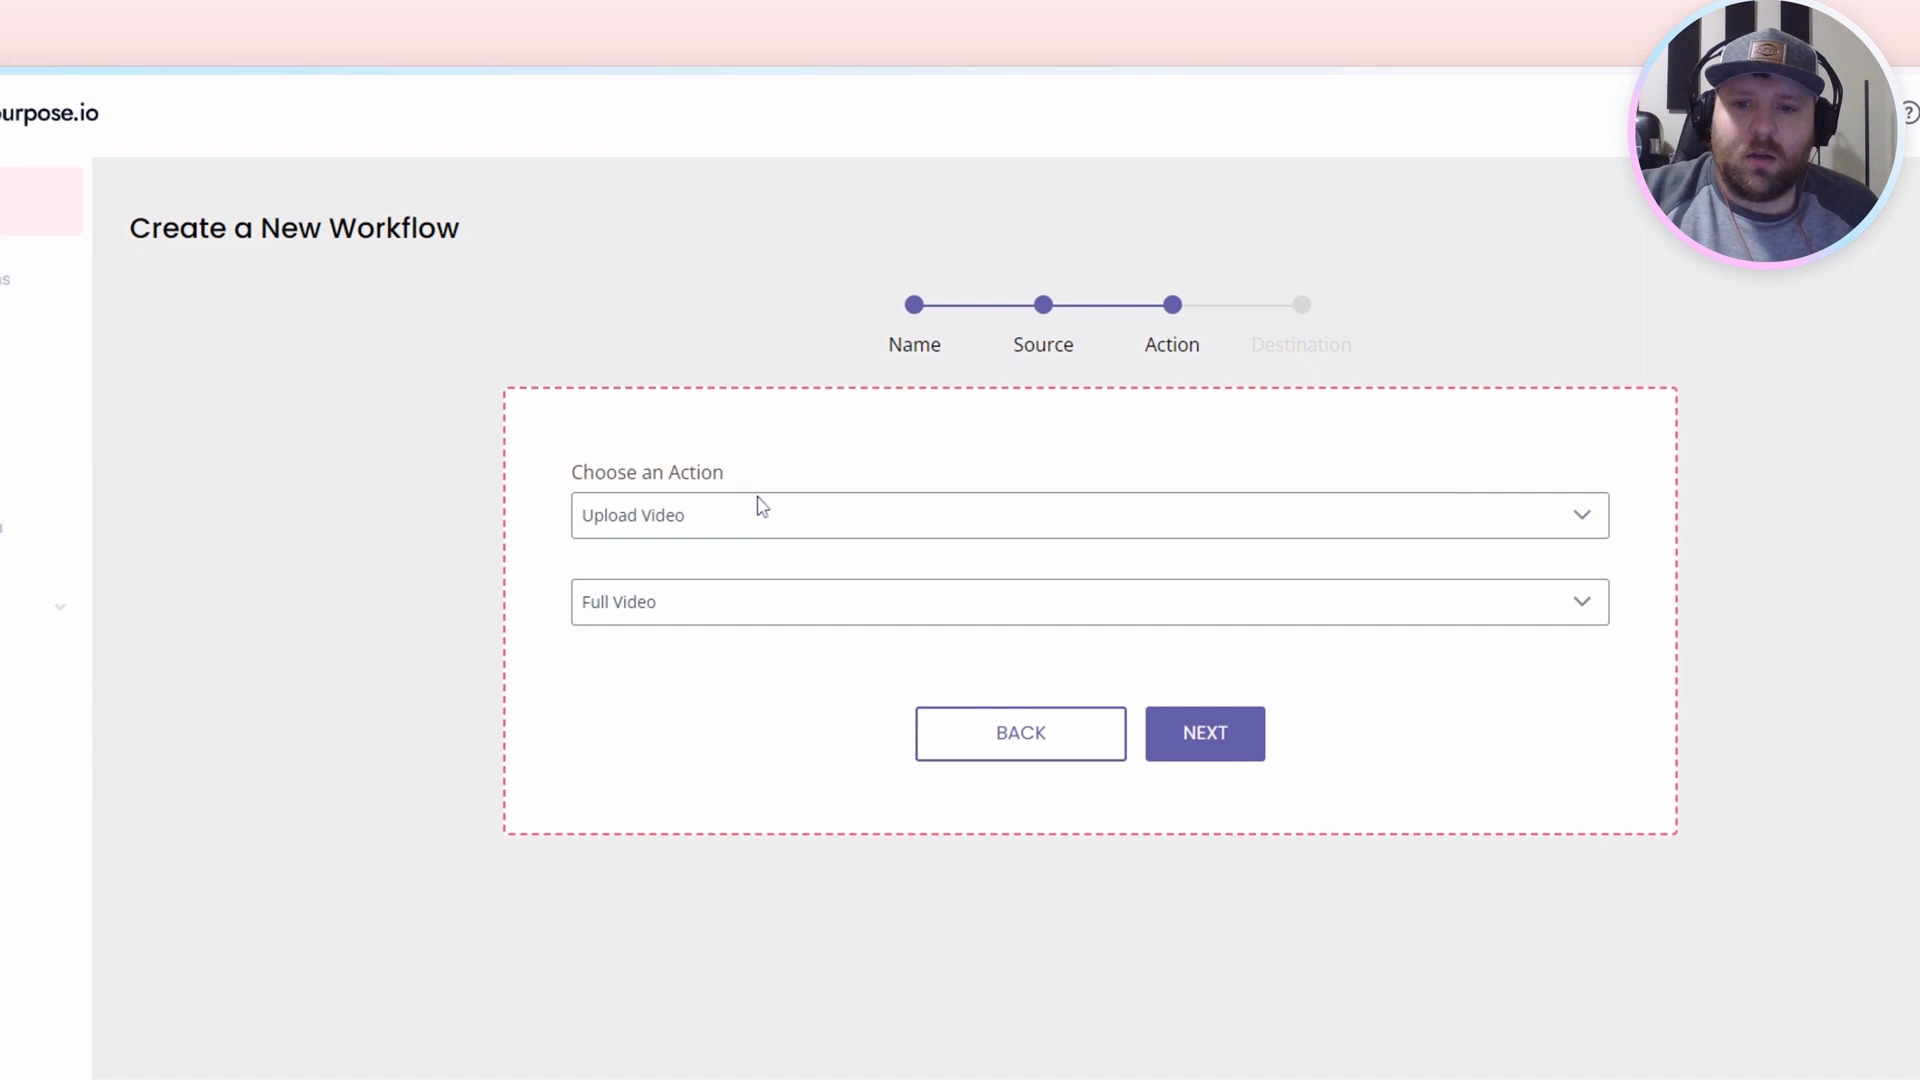 urpose.io
?
Create a New Workflow
Name
Source
Action
Destination
Choose an Action
Upload Video
Full Video
BACK
NEXT